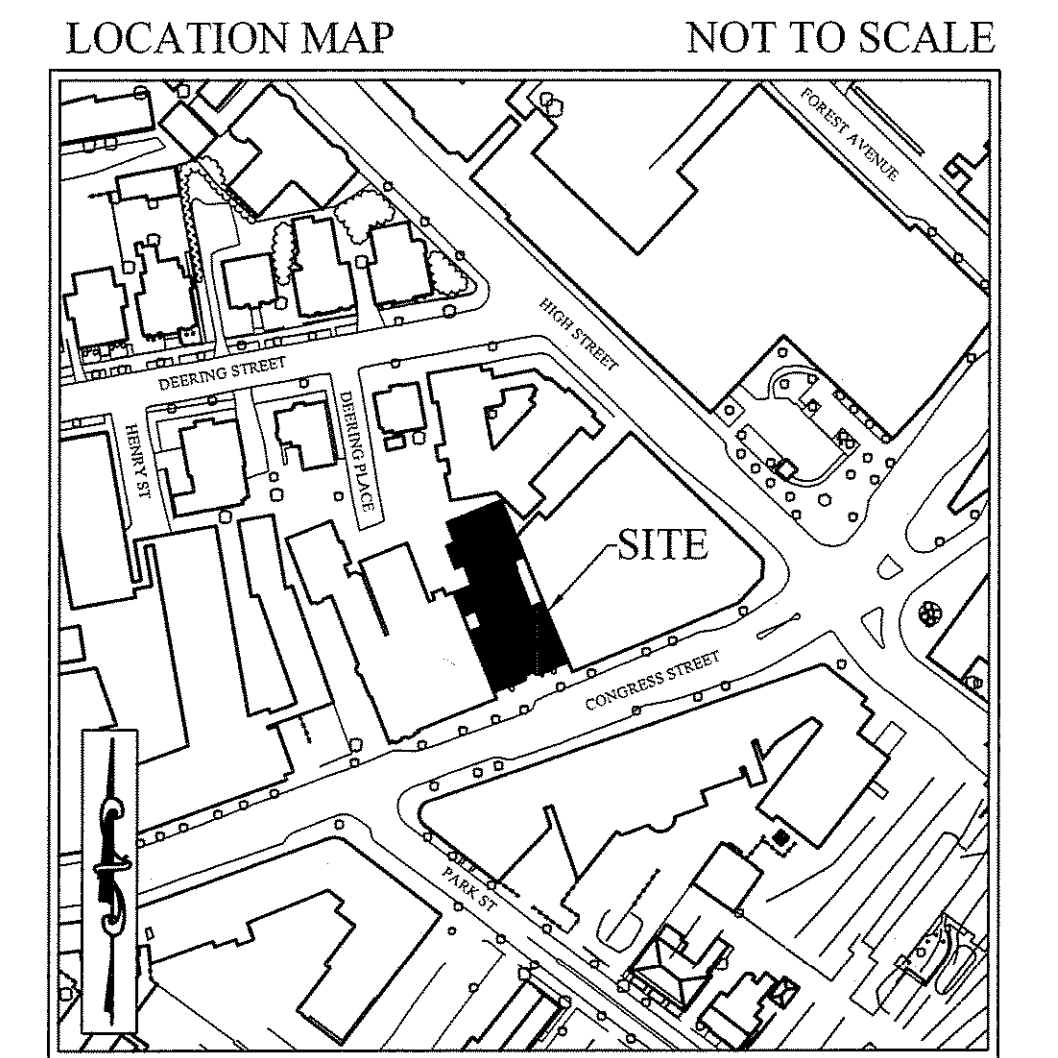 LOCATION MAP
NOT TO SCALE
FOREST AVENUE
HIGH STREET
DEERING STREET
DEERING PLACE
HENRY ST
SITE
CONGRESS STREET
PARK ST